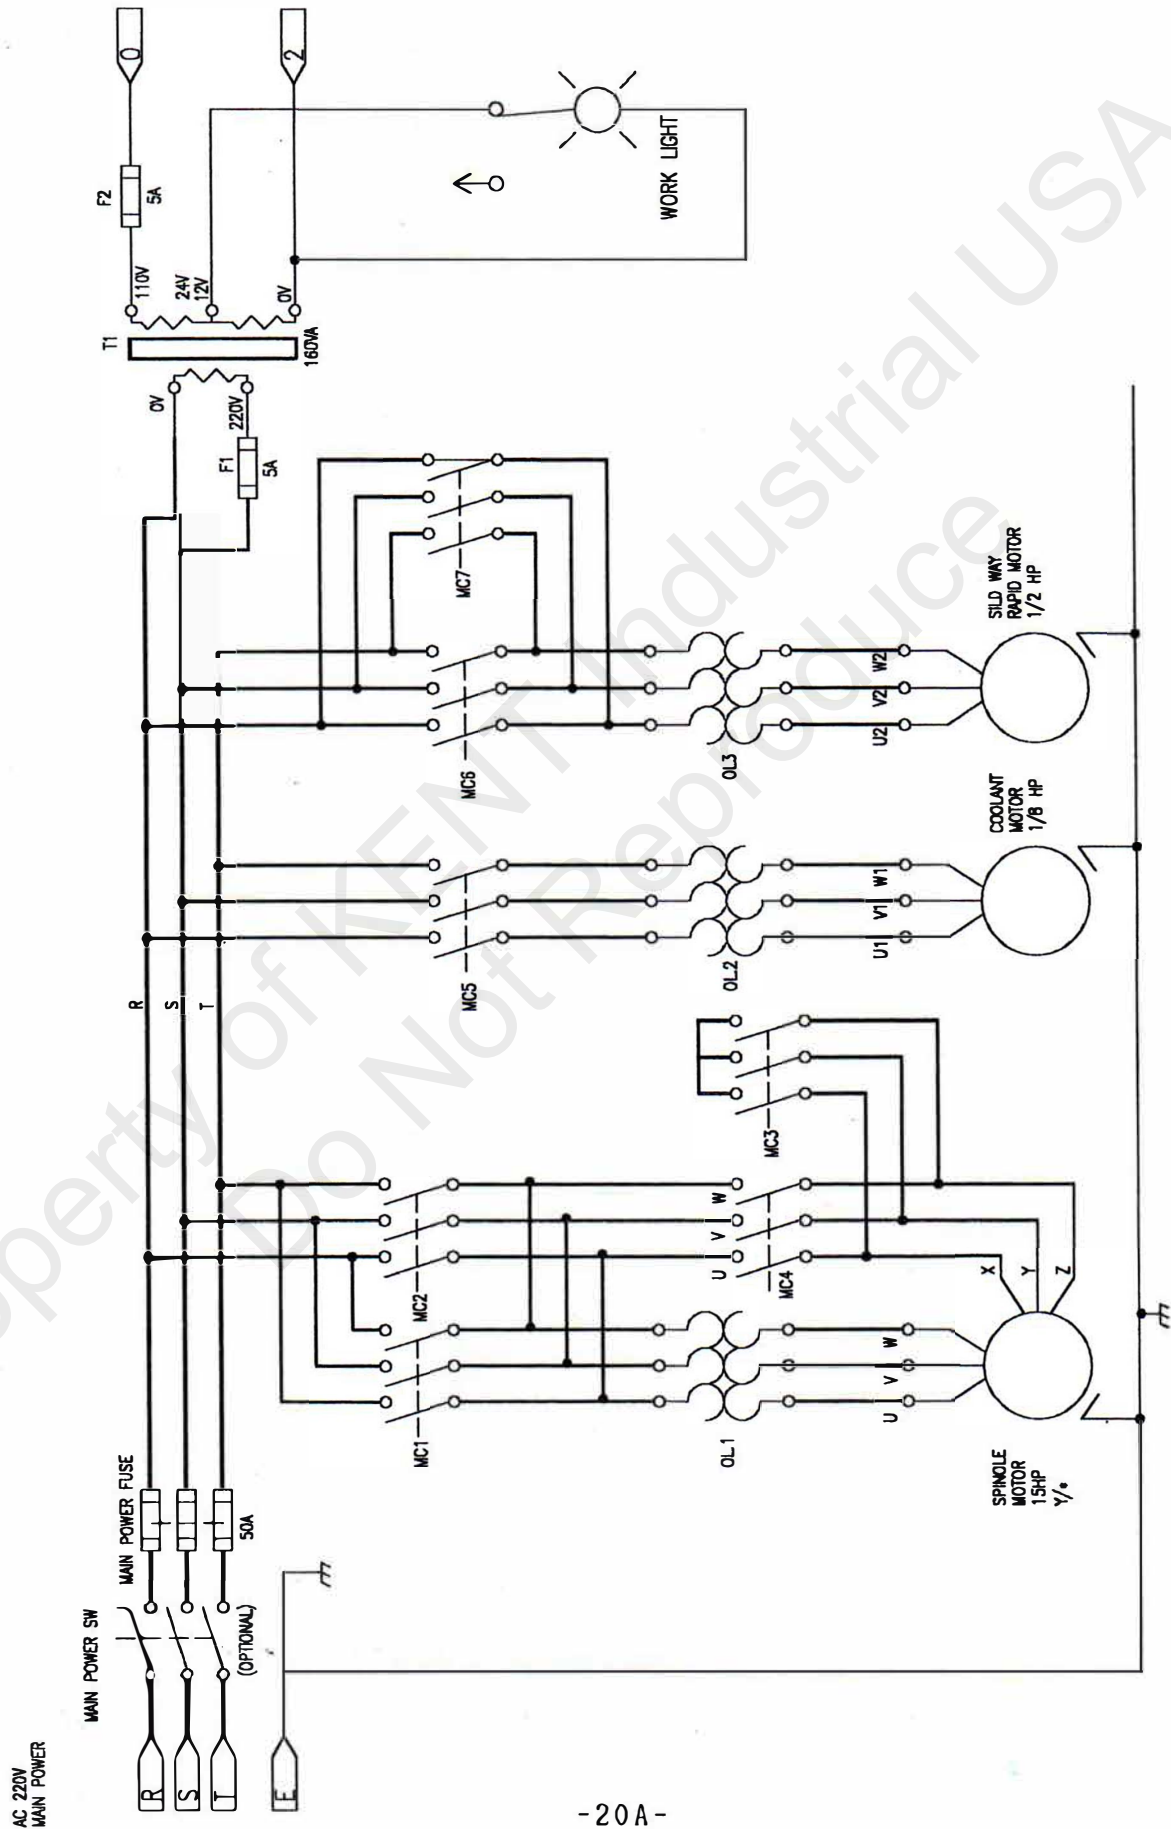 AC 220V
MAIN POWER
R
S
T
E
MAIN POWER SW
(OPTIONAL)
MAIN POWER FUSE
50A
R
S
T
MC1
MC2
MC3
MC4
OL1
U
V
W
U
V
W
X
Y
Z
SPINOLE
MOTOR
15HP
MC5
OL2
U1
V1
W1
COOLANT
MOTOR
1/8 HP
MC6
MC7
OL3
U2
V2
W2
SILD WAY
RAPID MOTOR
1/2 HP
F1
5A
0V
220V
T1
160VA
110V
24V
12V
0V
F2
5A
0
2
WORK LIGHT
Property of KENT Industrial USA
Do Not Reproduce
-20A-